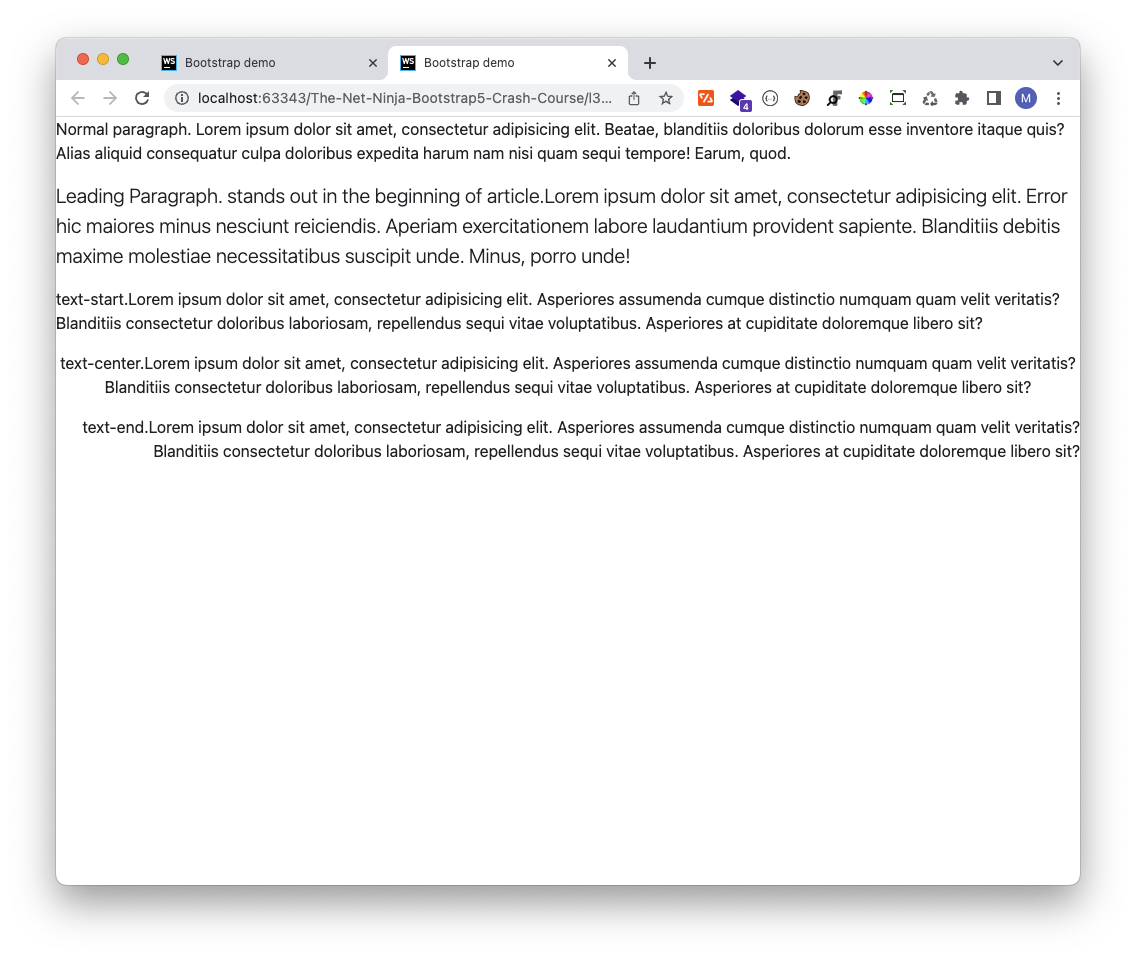 WS Bootstrap demo
WS Bootstrap demo
localhost:63343/The-Net-Ninja-Bootstrap5-Crash-Course/l3...
4
M
Normal paragraph. Lorem ipsum dolor sit amet, consectetur adipisicing elit. Beatae, blanditiis doloribus dolorum esse inventore itaque quis?
Alias aliquid consequatur culpa doloribus expedita harum nam nisi quam sequi tempore! Earum, quod.
Leading Paragraph. stands out in the beginning of article.Lorem ipsum dolor sit amet, consectetur adipisicing elit. Error
hic maiores minus nesciunt reiciendis. Aperiam exercitationem labore laudantium provident sapiente. Blanditiis debitis
maxime molestiae necessitatibus suscipit unde. Minus, porro unde!
text-start.Lorem ipsum dolor sit amet, consectetur adipisicing elit. Asperiores assumenda cumque distinctio numquam quam velit veritatis?
Blanditiis consectetur doloribus laboriosam, repellendus sequi vitae voluptatibus. Asperiores at cupiditate doloremque libero sit?
text-center.Lorem ipsum dolor sit amet, consectetur adipisicing elit. Asperiores assumenda cumque distinctio numquam quam velit veritatis?
Blanditiis consectetur doloribus laboriosam, repellendus sequi vitae voluptatibus. Asperiores at cupiditate doloremque libero sit?
text-end.Lorem ipsum dolor sit amet, consectetur adipisicing elit. Asperiores assumenda cumque distinctio numquam quam velit veritatis?
Blanditiis consectetur doloribus laboriosam, repellendus sequi vitae voluptatibus. Asperiores at cupiditate doloremque libero sit?